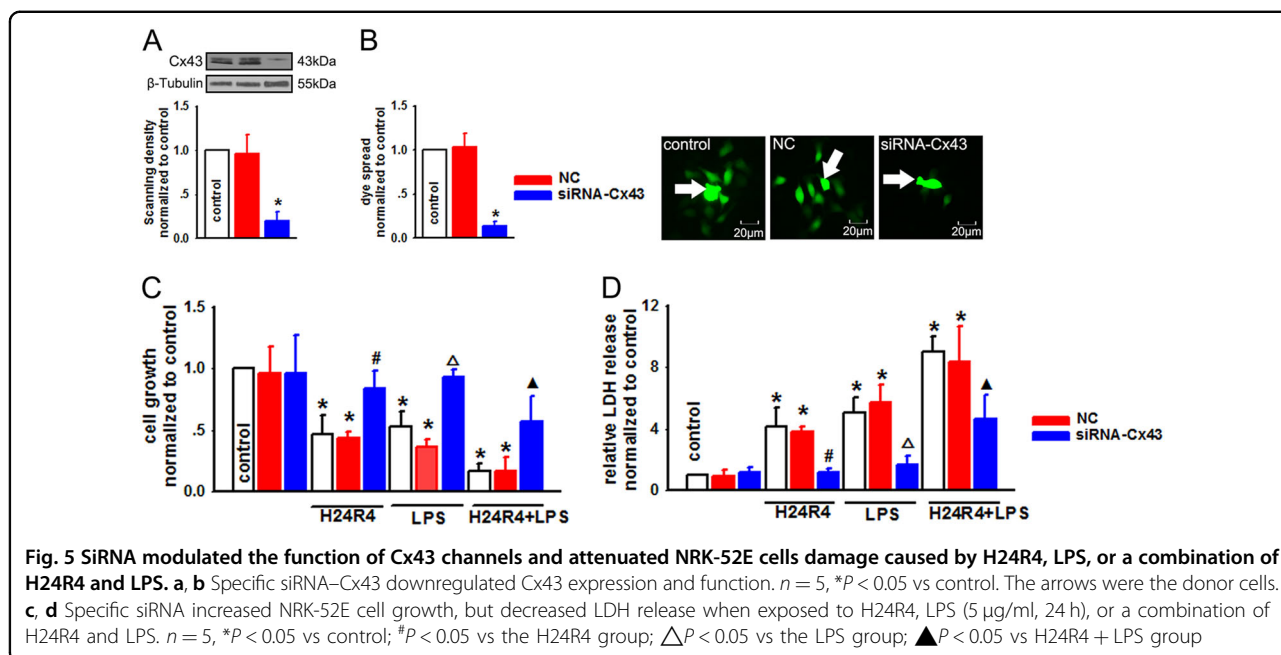 A
B
Cx43
43kDa
β-Tubulin
55kDa
Scanning density
normalized to control
1.5
1.0
.5
0.0
control
*
dye spread
normalized to control
1.5
1.0
.5
0.0
control
*
NC
siRNA-Cx43
control
20µm
NC
20µm
siRNA-Cx43
20µm
C
cell growth
normalized to control
1.5
1.0
.5
0.0
control
* * #
* * △
* * ▲
H24R4
LPS
H24R4+LPS
D
relative LDH release
normalized to control
12
8
4
0
control
* * #
* * △
* * ▲
H24R4
LPS
H24R4+LPS
NC
siRNA-Cx43
Fig. 5 SiRNA modulated the function of Cx43 channels and attenuated NRK-52E cells damage caused by H24R4, LPS, or a combination of
H24R4 and LPS. a, b Specific siRNA–Cx43 downregulated Cx43 expression and function. n = 5, *P < 0.05 vs control. The arrows were the donor cells.
c, d Specific siRNA increased NRK-52E cell growth, but decreased LDH release when exposed to H24R4, LPS (5 µg/ml, 24 h), or a combination of
H24R4 and LPS. n = 5, *P < 0.05 vs control; #P < 0.05 vs the H24R4 group; △P < 0.05 vs the LPS group; ▲P < 0.05 vs H24R4 + LPS group